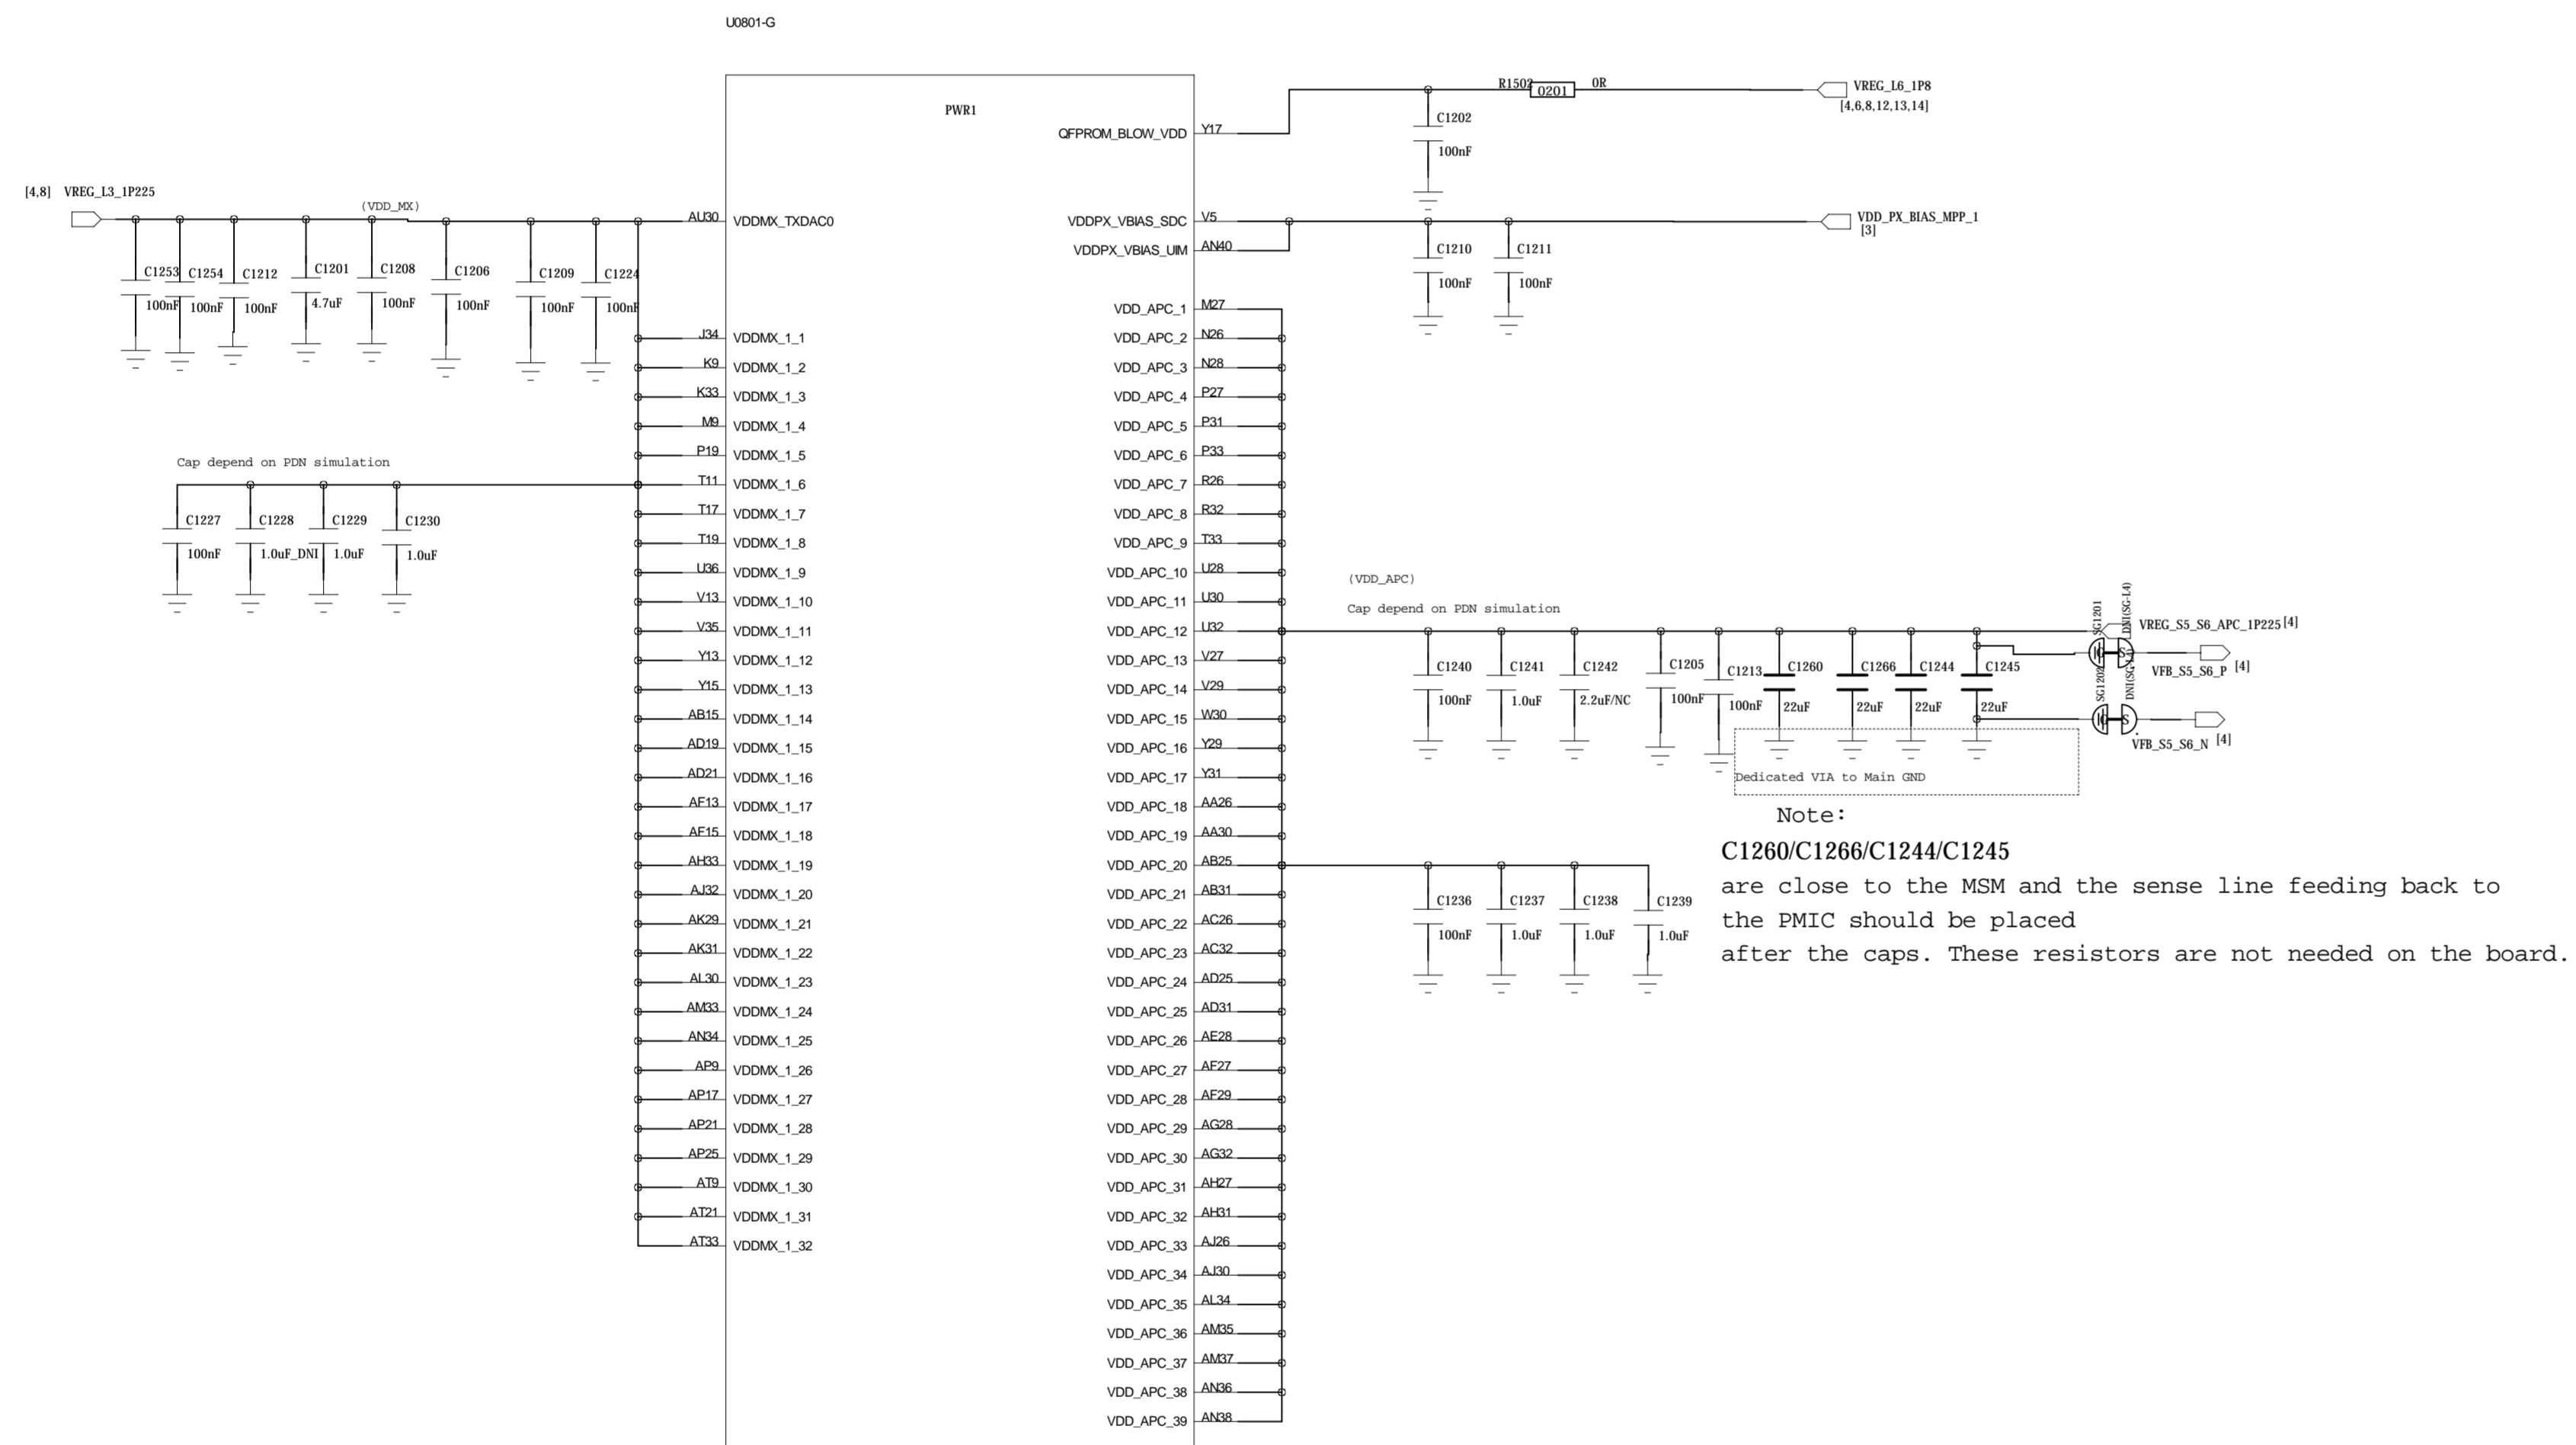 U0801-G
PWR1
[4,8] VREG_L3_1P225
(VDD_MX)
C1253
100nF
C1254
100nF
C1212
100nF
C1201
4.7uF
C1208
100nF
C1206
100nF
C1209
100nF
C1224
100nF
Cap depend on PDN simulation
C1227
100nF
C1228
1.0uF_DNI
C1229
1.0uF
C1230
1.0uF
AU30 VDDMX_TXDAC0
J34 VDDMX_1_1
K9 VDDMX_1_2
K33 VDDMX_1_3
M9 VDDMX_1_4
P19 VDDMX_1_5
T11 VDDMX_1_6
T17 VDDMX_1_7
T19 VDDMX_1_8
U36 VDDMX_1_9
V13 VDDMX_1_10
V35 VDDMX_1_11
Y13 VDDMX_1_12
Y15 VDDMX_1_13
AB15 VDDMX_1_14
AD19 VDDMX_1_15
AD21 VDDMX_1_16
AF13 VDDMX_1_17
AF15 VDDMX_1_18
AH33 VDDMX_1_19
AJ32 VDDMX_1_20
AK29 VDDMX_1_21
AK31 VDDMX_1_22
AL30 VDDMX_1_23
AM33 VDDMX_1_24
AN34 VDDMX_1_25
AP9 VDDMX_1_26
AP17 VDDMX_1_27
AP21 VDDMX_1_28
AP25 VDDMX_1_29
AT9 VDDMX_1_30
AT21 VDDMX_1_31
AT33 VDDMX_1_32
QFPROM_BLOW_VDD Y17
VDDPX_VBIAS_SDC V5
VDDPX_VBIAS_UIM AN40
VDD_APC_1 M27
VDD_APC_2 N26
VDD_APC_3 N28
VDD_APC_4 P27
VDD_APC_5 P31
VDD_APC_6 P33
VDD_APC_7 R26
VDD_APC_8 R32
VDD_APC_9 T33
VDD_APC_10 U28
VDD_APC_11 U30
VDD_APC_12 U32
VDD_APC_13 V27
VDD_APC_14 V29
VDD_APC_15 W30
VDD_APC_16 Y29
VDD_APC_17 Y31
VDD_APC_18 AA26
VDD_APC_19 AA30
VDD_APC_20 AB25
VDD_APC_21 AB31
VDD_APC_22 AC26
VDD_APC_23 AC32
VDD_APC_24 AD25
VDD_APC_25 AD31
VDD_APC_26 AE28
VDD_APC_27 AF27
VDD_APC_28 AF29
VDD_APC_29 AG28
VDD_APC_30 AG32
VDD_APC_31 AH27
VDD_APC_32 AH31
VDD_APC_33 AJ26
VDD_APC_34 AJ30
VDD_APC_35 AL34
VDD_APC_36 AM35
VDD_APC_37 AM37
VDD_APC_38 AN36
VDD_APC_39 AN38
R1502 0201 0R
VREG_L6_1P8
[4,6,8,12,13,14]
C1202
100nF
VDD_PX_BIAS_MPP_1
[3]
C1210
100nF
C1211
100nF
(VDD_APC)
Cap depend on PDN simulation
C1240
100nF
C1241
1.0uF
C1242
2.2uF/NC
C1205
100nF
C1213
100nF
C1260
22uF
C1266
22uF
C1244
22uF
C1245
22uF
SG1201
DNI(SG-L4)
VREG_S5_S6_APC_1P225 [4]
S
VFB_S5_S6_P [4]
SG1202
DNI(SG-L4)
S
VFB_S5_S6_N [4]
Dedicated VIA to Main GND
C1236
100nF
C1237
1.0uF
C1238
1.0uF
C1239
1.0uF
Note:
C1260/C1266/C1244/C1245
are close to the MSM and the sense line feeding back to
the PMIC should be placed
after the caps. These resistors are not needed on the board.